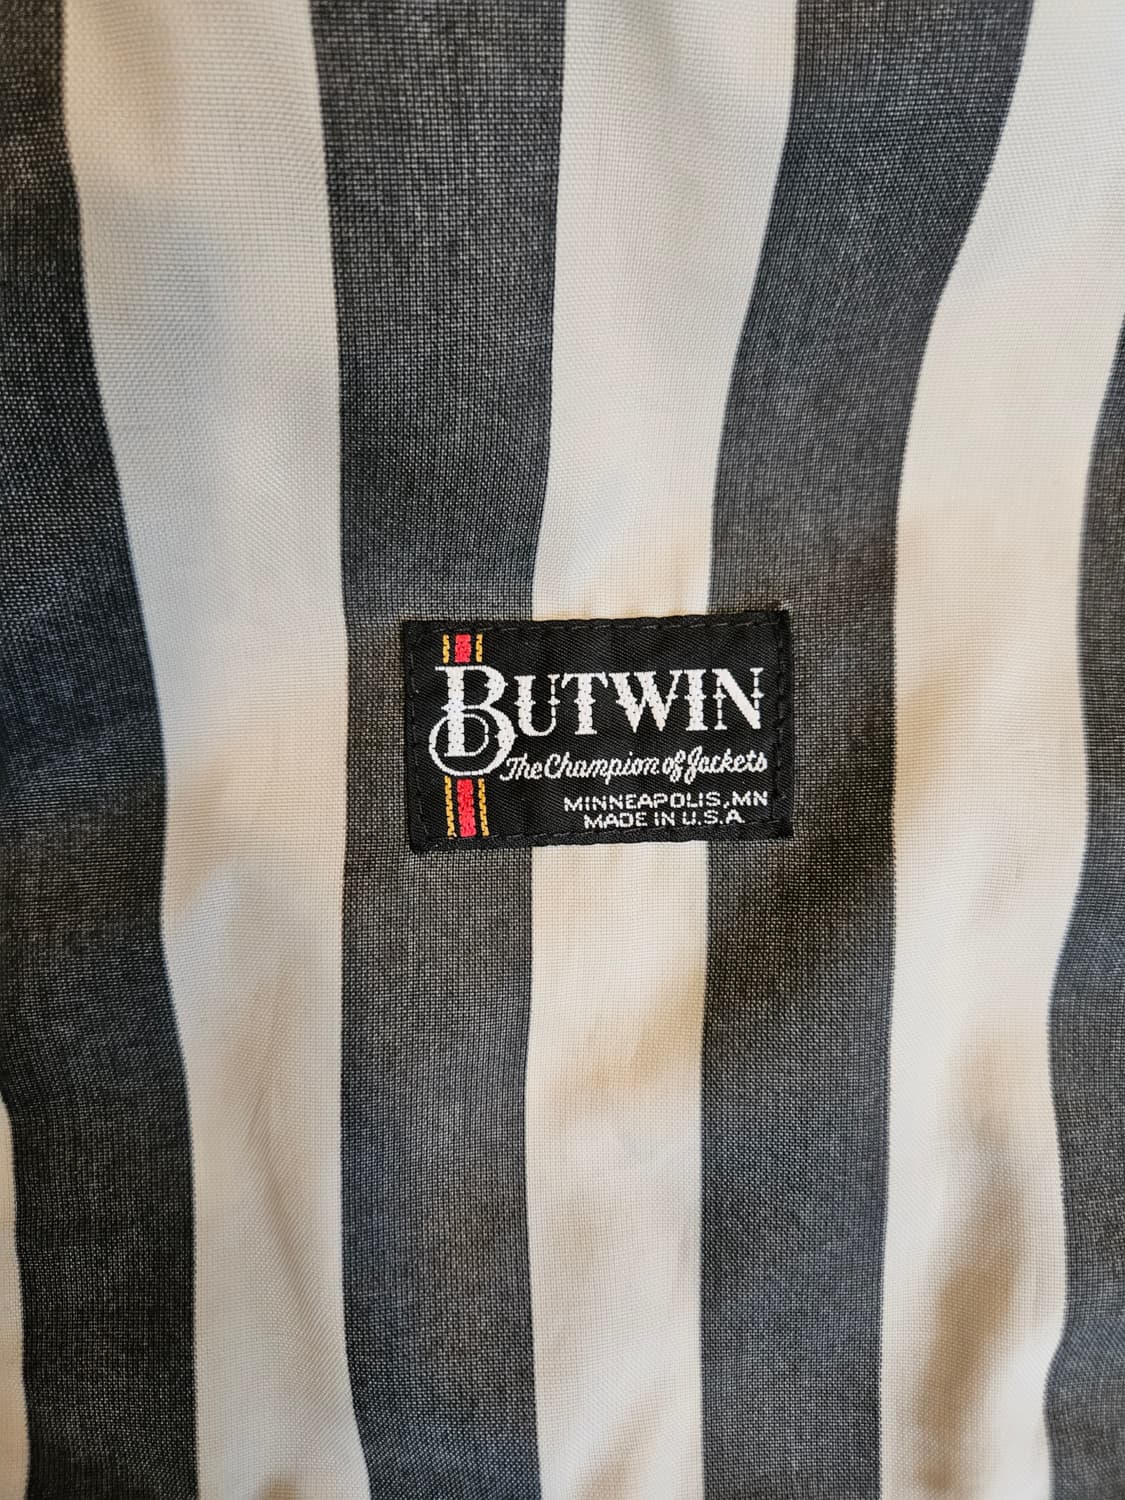 BUTWIN
The Champion of Jackets
MINNEAPOLIS, MN
MADE IN U.S.A